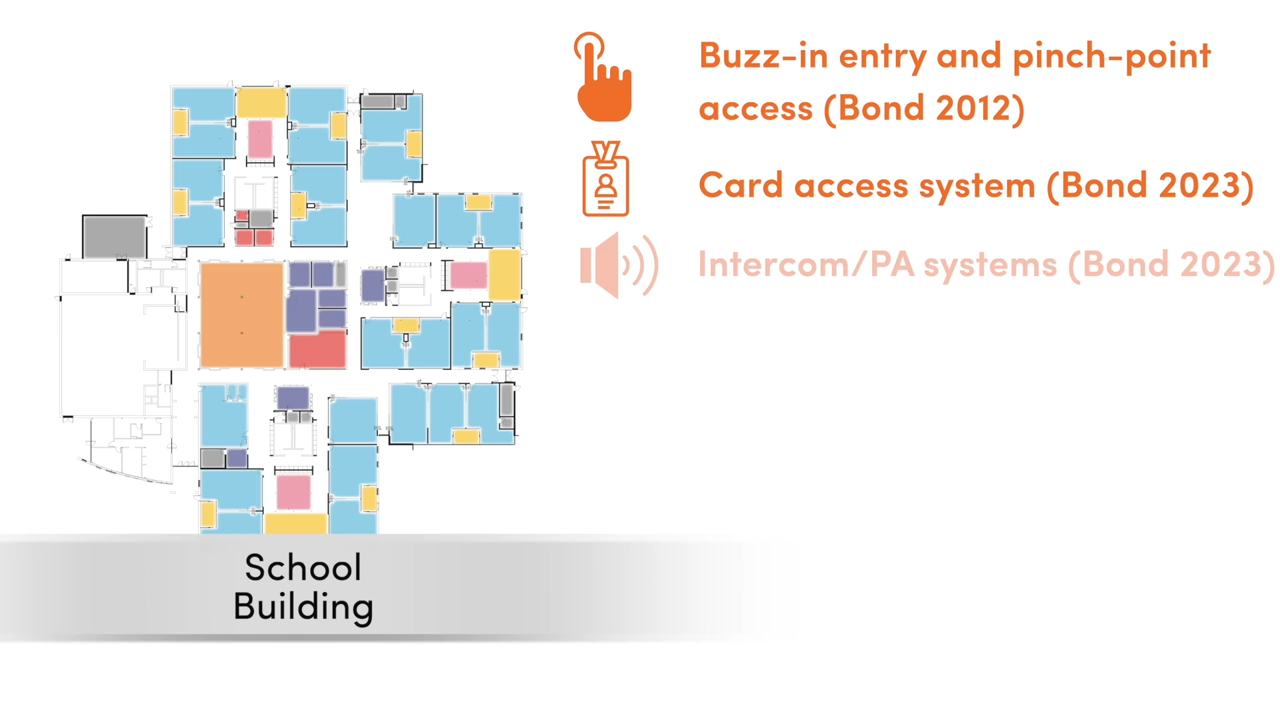 Buzz-in entry and pinch-point
access (Bond 2012)
Card access system (Bond 2023)
Intercom/PA systems (Bond 2023)
School
Building